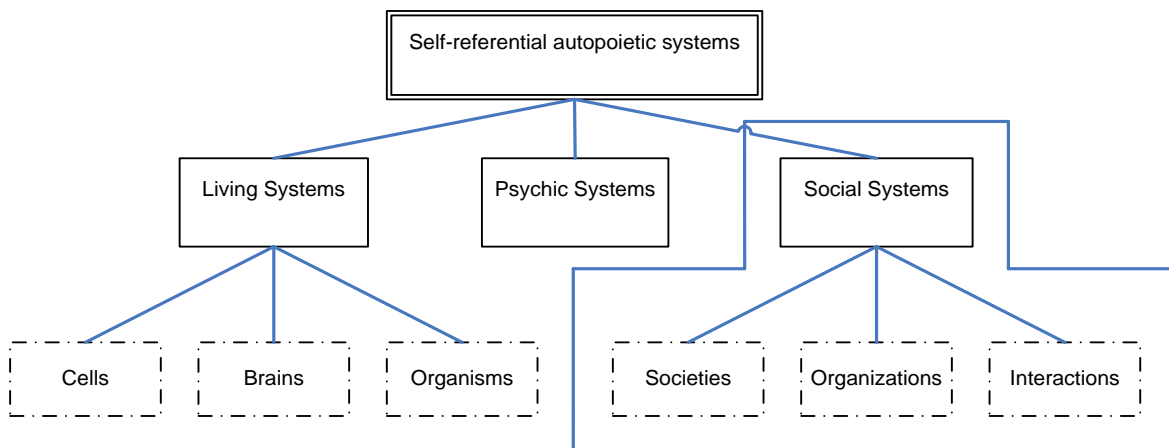 Self-referential autopoietic systems
Living Systems
Psychic Systems
Social Systems
Cells
Brains
Organisms
Societies
Organizations
Interactions